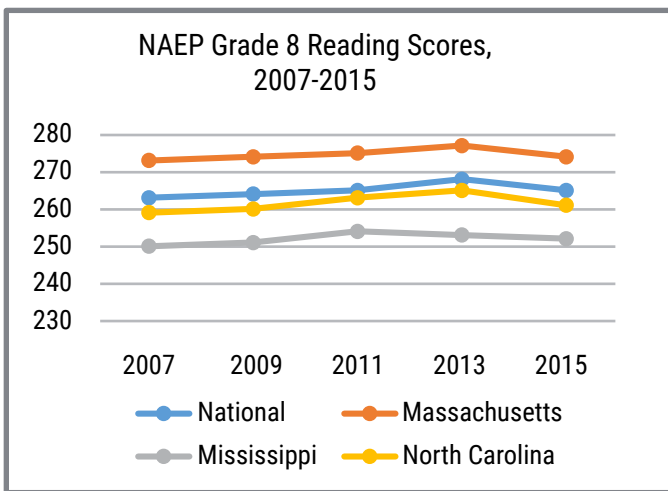 NAEP Grade 8 Reading Scores,
2007-2015
280
270
260
250
240
230
2007 2009 2011 2013 2015
National Massachusetts
Mississippi North Carolina